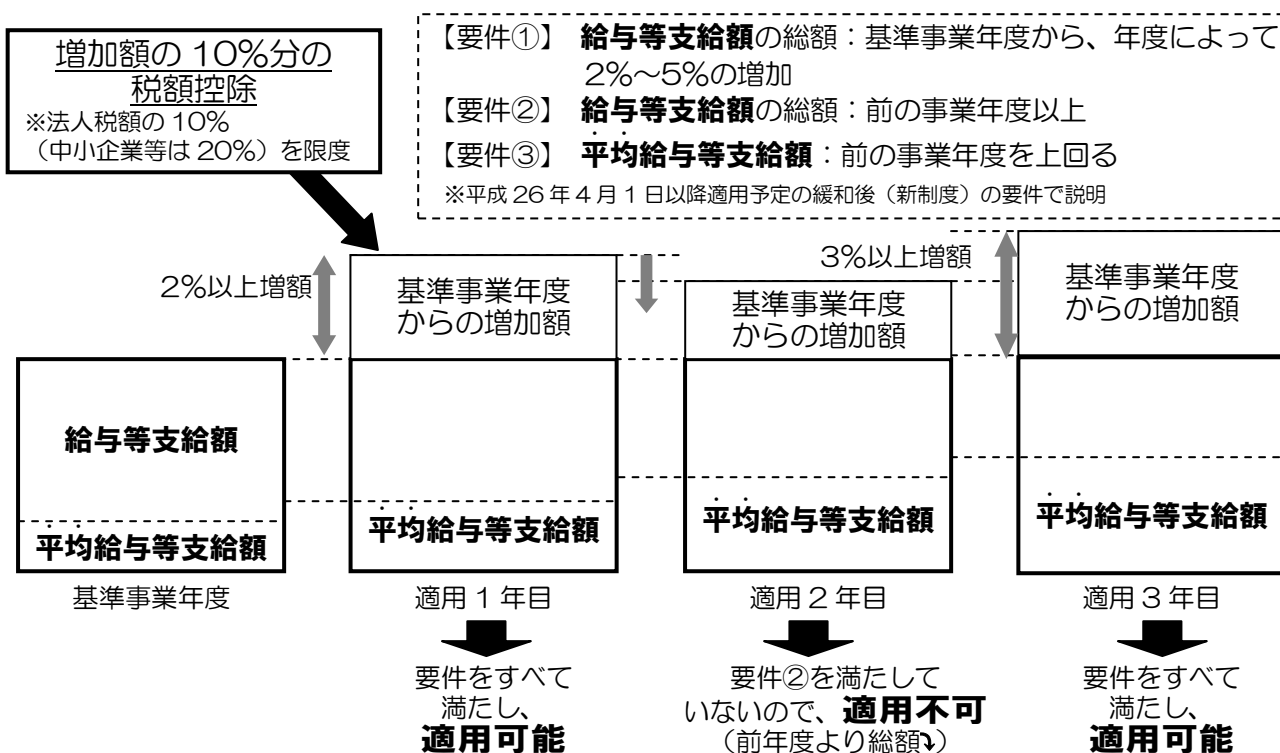 増加額の 10%分の
税額控除
※法人税額の 10%
(中小企業等は 20%)を限度
【要件①】 給与等支給額の総額：基準事業年度から、年度によって
2%～5%の増加
【要件②】 給与等支給額の総額：前の事業年度以上
【要件③】 平均給与等支給額：前の事業年度を上回る
※平成 26 年 4 月 1 日以降適用予定の緩和後（新制度）の要件で説明
2%以上増額
基準事業年度
からの増加額
基準事業年度
からの増加額
3%以上増額
基準事業年度
からの増加額
給与等支給額
平均給与等支給額
平均給与等支給額
平均給与等支給額
平均給与等支給額
基準事業年度
適用 1 年目
適用 2 年目
適用 3 年目
要件をすべて
満たし、
適用可能
要件②を満たして
いないので、適用不可
（前年度より総額⤵）
要件をすべて
満たし、
適用可能